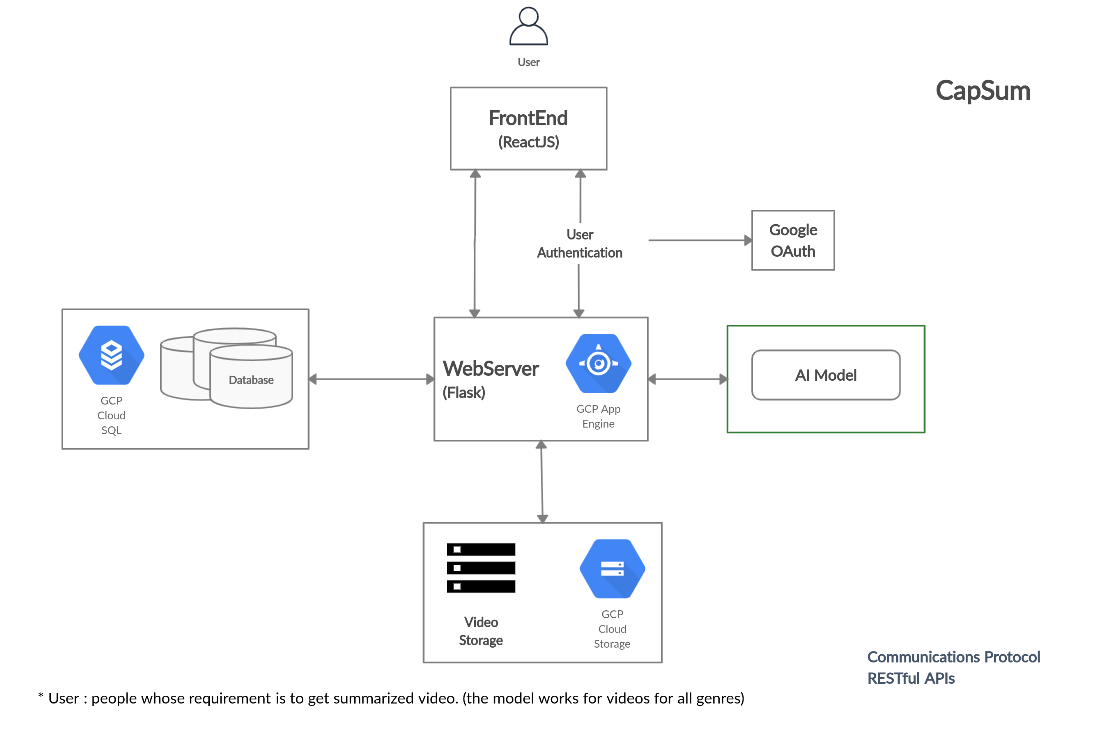 User
CapSum
FrontEnd
(ReactJS)
User
Authentication
Google
OAuth
GCP
Cloud
SQL
Database
WebServer
(Flask)
GCP App
Engine
AI Model
Video
Storage
GCP
Cloud
Storage
Communications Protocol
RESTful APIs
* User : people whose requirement is to get summarized video. (the model works for videos for all genres)